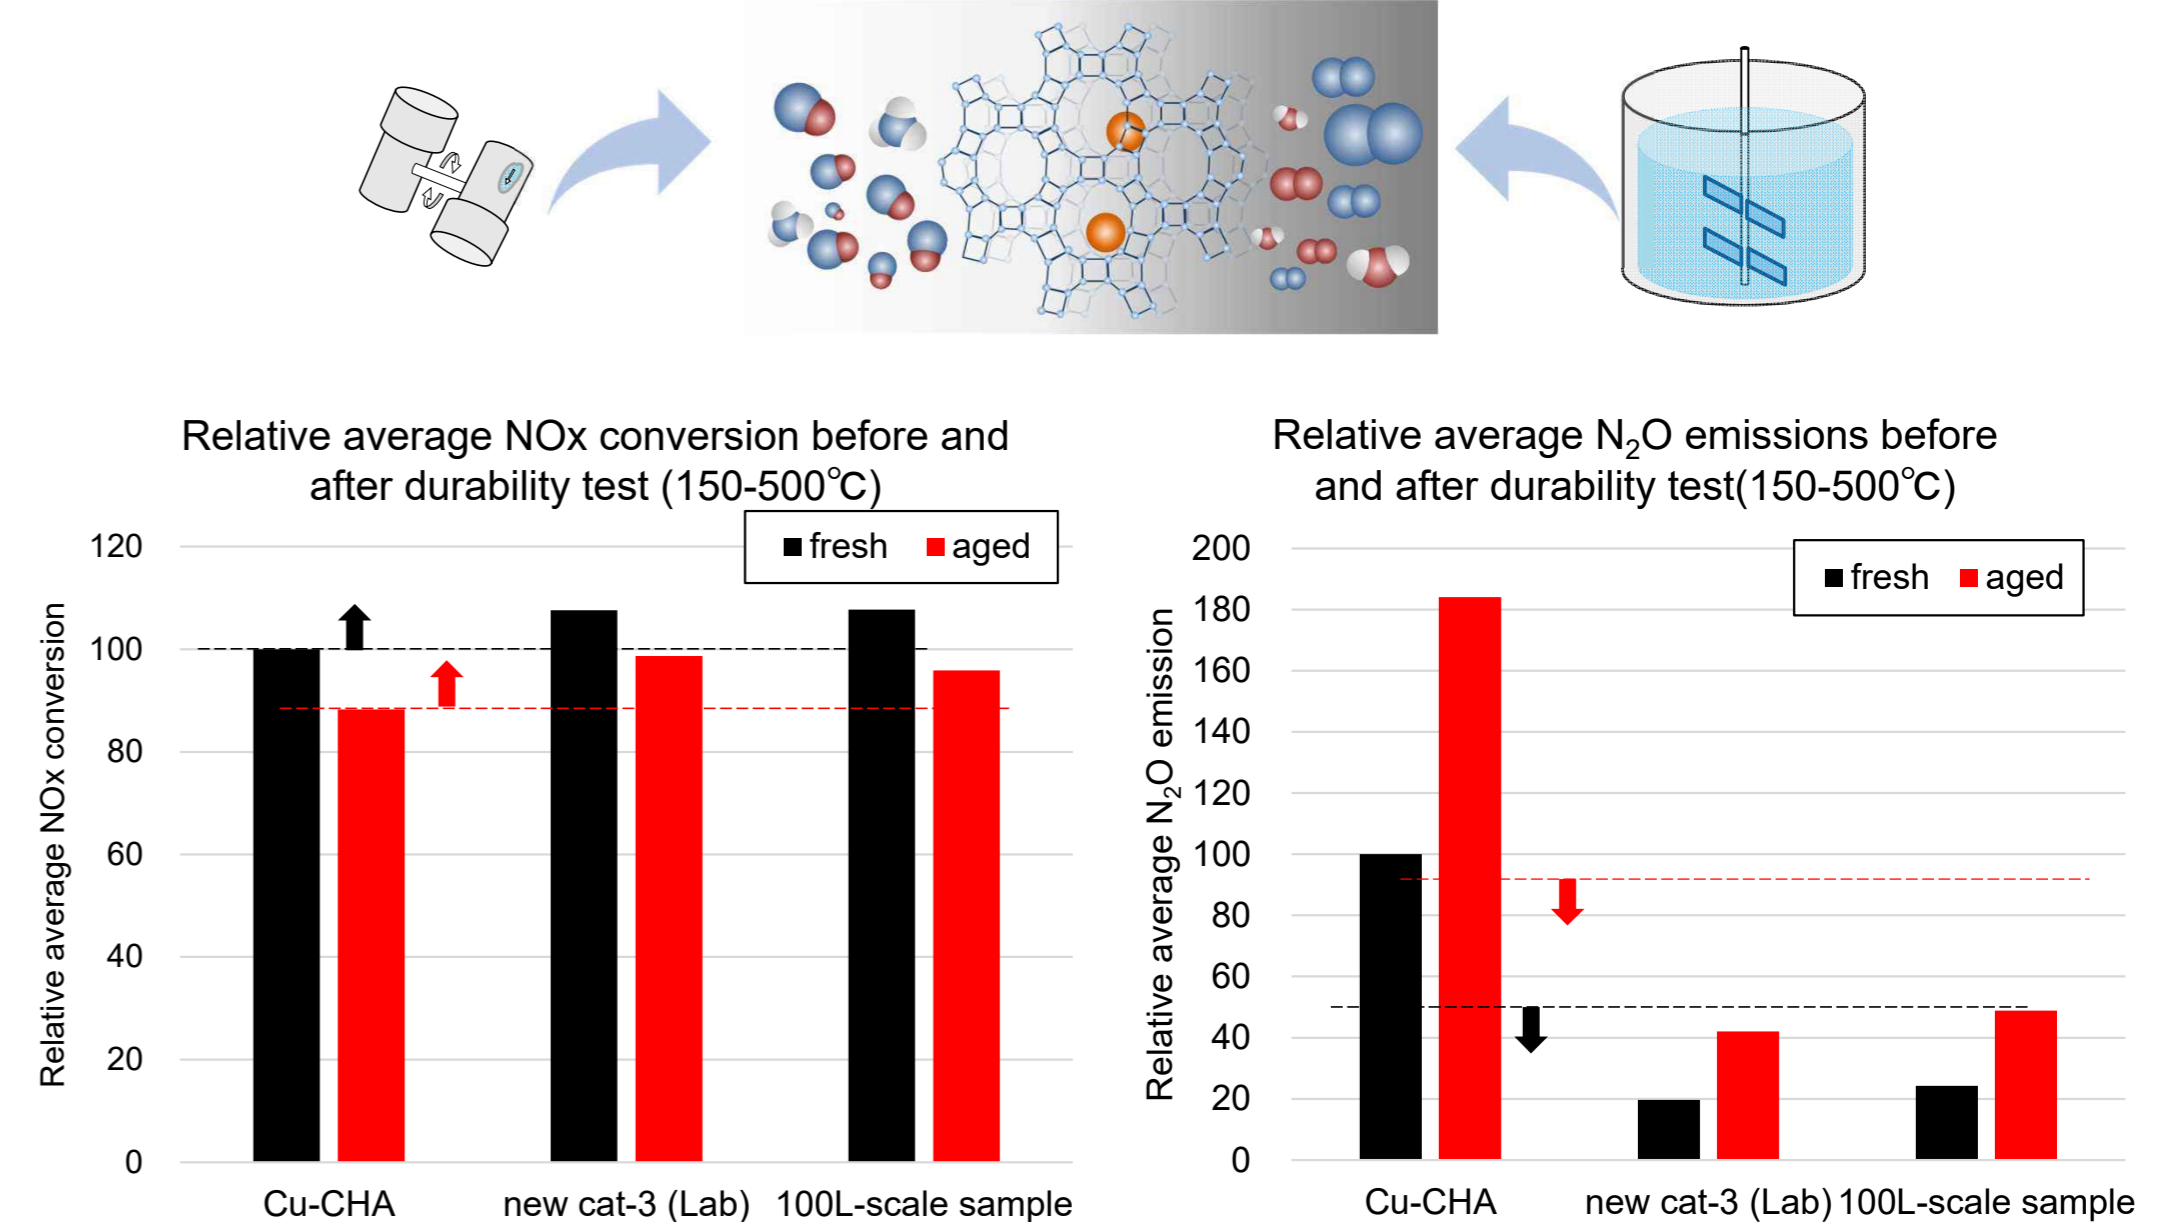 Relative average NOx conversion before and
after durability test (150-500℃)
fresh aged
Relative average NOx conversion
120
100
80
60
40
20
0
Cu-CHA new cat-3 (Lab) 100L-scale sample
Relative average N₂O emissions before
and after durability test(150-500℃)
fresh aged
Relative average N₂O emission
200
180
160
140
120
100
80
60
40
20
0
Cu-CHA new cat-3 (Lab) 100L-scale sample